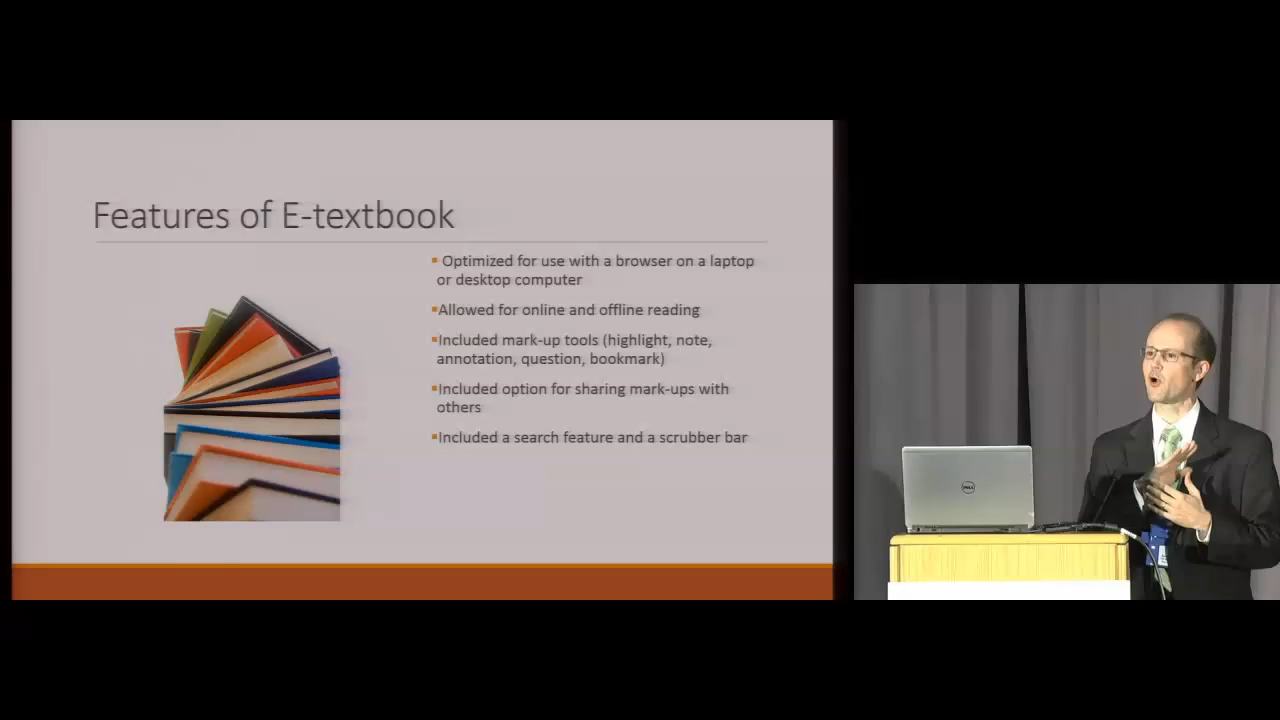 Features of E-textbook
▪ Optimized for use with a browser on a laptop
or desktop computer
▪Allowed for online and offline reading
▪Included mark-up tools (highlight, note,
annotation, question, bookmark)
▪Included option for sharing mark-ups with
others
▪Included a search feature and a scrubber bar
DELL